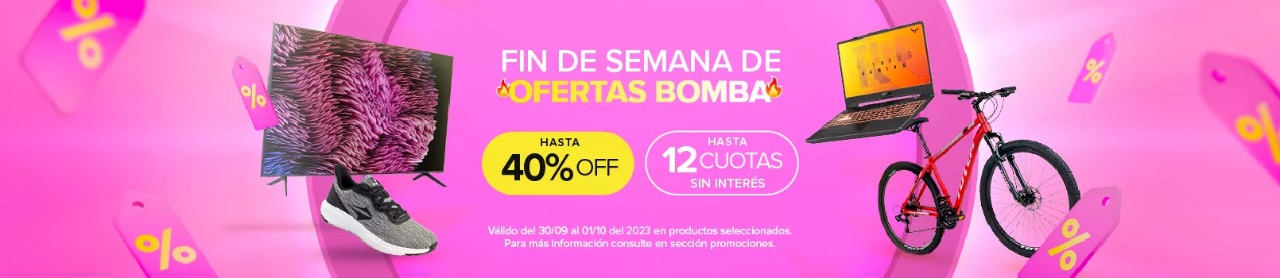 FIN DE SEMANA DE
OFERTAS BOMBA
HASTA
40% OFF
HASTA
12 CUOTAS
SIN INTERÉS
Válido del 30/09 al 01/10 del 2023 en productos seleccionados.
Para más información consulte en sección promociones.
%
%
%
%
%
%